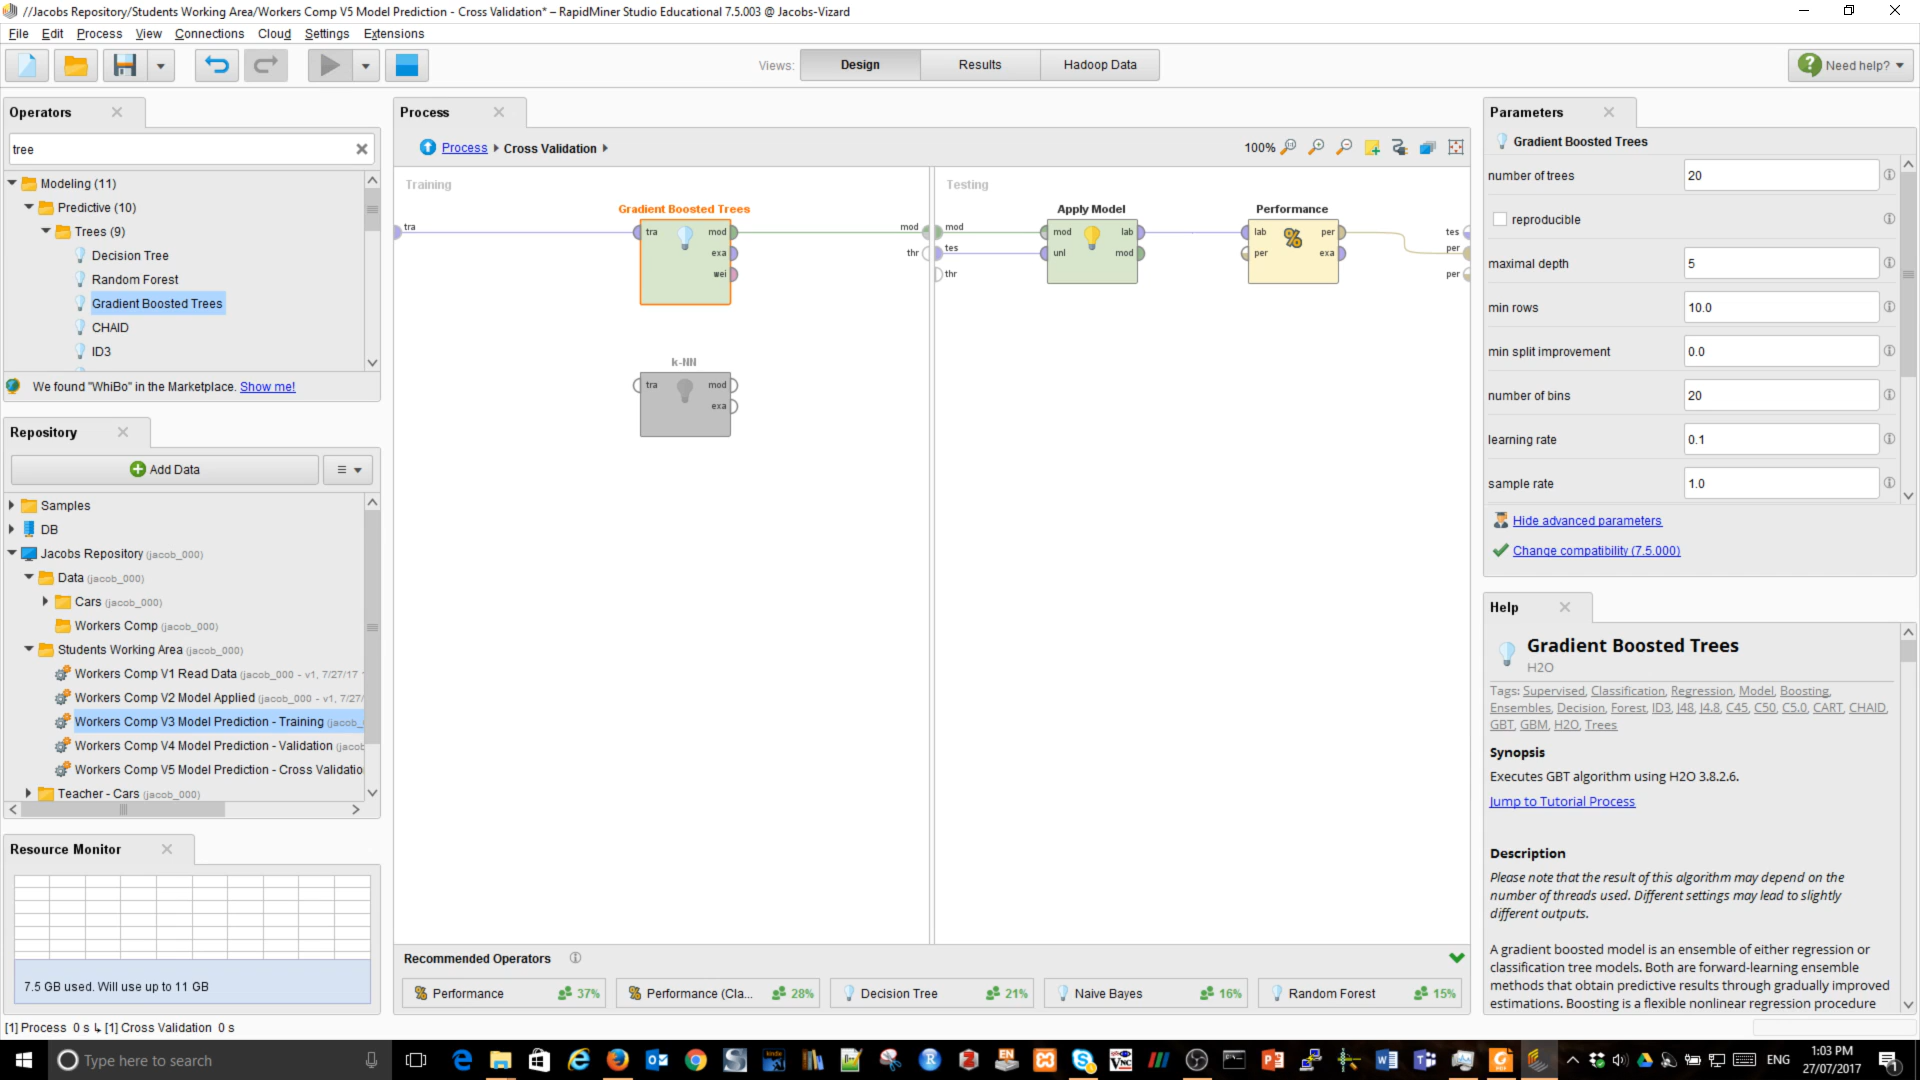 //Jacobs Repository/Students Working Area/Workers Comp V5 Model Prediction - Cross Validation* – RapidMiner Studio Educational 7.5.003 @ Jacobs-Vizard
File Edit Process View Connections Cloud Settings Extensions
Views: Design Results Hadoop Data
Need help?
Operators
tree
Modeling (11)
Predictive (10)
Trees (9)
Decision Tree
Random Forest
Gradient Boosted Trees
CHAID
ID3
We found "WhiBo" in the Marketplace. Show me!
Repository
Add Data
Samples
DB
Jacobs Repository (jacob_000)
Data (jacob_000)
Cars (jacob_000)
Workers Comp (jacob_000)
Students Working Area (jacob_000)
Workers Comp V1 Read Data (jacob_000 - v1, 7/27/17
Workers Comp V2 Model Applied (jacob_000 - v1, 7/27/
Workers Comp V3 Model Prediction - Training (jacob_
Workers Comp V4 Model Prediction - Validation (jacob
Workers Comp V5 Model Prediction - Cross Validatio
Teacher - Cars (jacob_000)
Resource Monitor
7.5 GB used. Will use up to 11 GB
[1] Process 0 s ↳ [1] Cross Validation 0 s
Process
Process Cross Validation
100%
Training
tra
Gradient Boosted Trees
tra mod
exa
wei
mod
thr
k-NN
tra mod
exa
Testing
mod
tes
thr
Apply Model
mod lab
unl mod
Performance
lab per
per exa
tes
per
per
Recommended Operators
Performance 37%
Performance (Cla... 28%
Decision Tree 21%
Naive Bayes 16%
Random Forest 15%
Parameters
Gradient Boosted Trees
number of trees 20
reproducible
maximal depth 5
min rows 10.0
min split improvement 0.0
number of bins 20
learning rate 0.1
sample rate 1.0
Hide advanced parameters
Change compatibility (7.5.000)
Help
Gradient Boosted Trees
H2O
Tags: Supervised, Classification, Regression, Model, Boosting,
Ensembles, Decision, Forest, ID3, J48, J4.8, C45, C50, C5.0, CART, CHAID,
GBT, GBM, H2O, Trees
Synopsis
Executes GBT algorithm using H2O 3.8.2.6.
Jump to Tutorial Process
Description
Please note that the result of this algorithm may depend on the
number of threads used. Different settings may lead to slightly
different outputs.
A gradient boosted model is an ensemble of either regression or
classification tree models. Both are forward-learning ensemble
methods that obtain predictive results through gradually improved
estimations. Boosting is a flexible nonlinear regression procedure
Type here to search
ENG
1:03 PM
27/07/2017